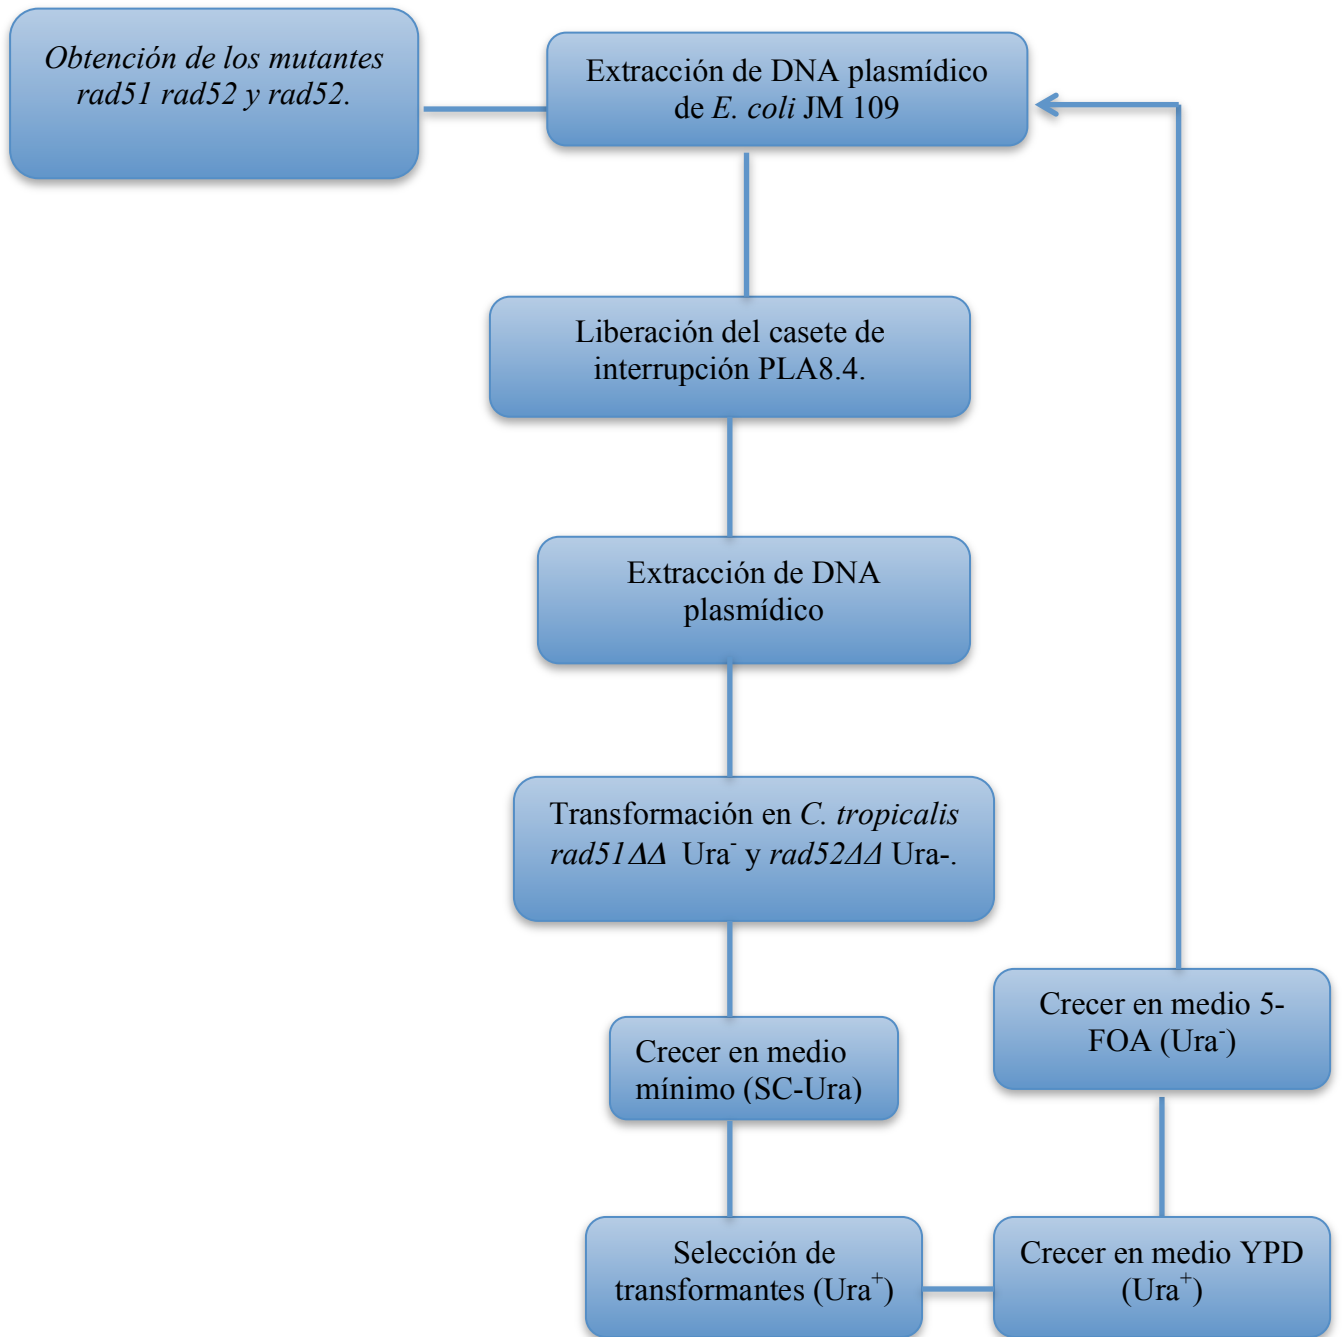 Obtención de los mutantes
rad51 rad52 y rad52.
Extracción de DNA plasmídico
de E. coli JM 109
Liberación del casete de
interrupción PLA8.4.
Extracción de DNA
plasmídico
Transformación en C. tropicalis
rad51ΔΔ Ura⁻ y rad52ΔΔ Ura-.
Crecer en medio
mínimo (SC-Ura)
Selección de
transformantes (Ura⁺)
Crecer en medio YPD
(Ura⁺)
Crecer en medio 5-
FOA (Ura⁻)